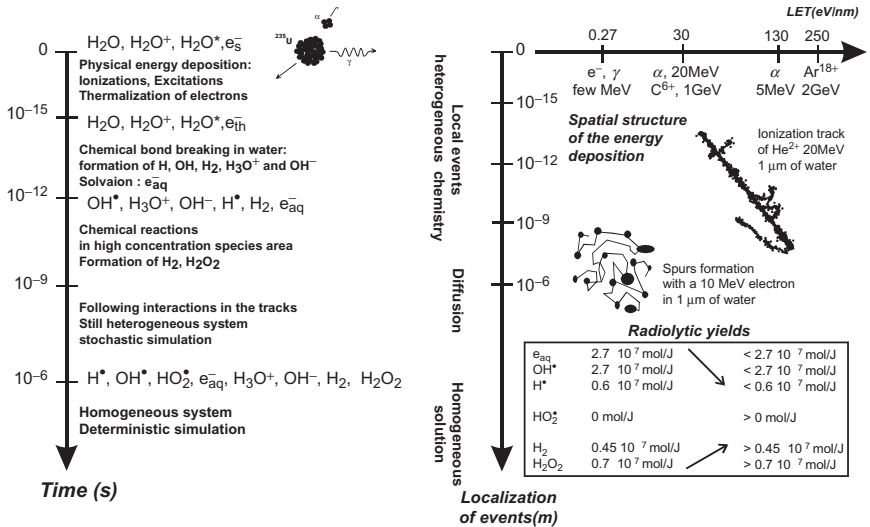 H₂O, H₂O⁺, H₂O*,e⁻ₛ
α
²³⁵U
γ
0
Physical energy deposition:
Ionizations, Excitations
Thermalization of electrons
10⁻¹⁵
H₂O, H₂O⁺, H₂O*,e⁻ₜₕ
Chemical bond breaking in water:
formation of H, OH, H₂, H₃O⁺ and OH⁻
Solvaion : e⁻aq
10⁻¹²
OH•, H₃O⁺, OH⁻, H•, H₂, e⁻aq
Chemical reactions
in high concentration species area
Formation of H₂, H₂O₂
10⁻⁹
Following interactions in the tracks
Still heterogeneous system
stochastic simulation
10⁻⁶
H•, OH•, HO₂•, e⁻aq, H₃O⁺, OH⁻, H₂, H₂O₂
Homogeneous system
Deterministic simulation
Time (s)
LET(eV/nm)
0
0.27
30
130
250
e⁻, γ
few MeV
α, 20MeV
C⁶⁺, 1GeV
α
5MeV
Ar¹⁸⁺
2GeV
Local events
heterogeneous chemistry
Diffusion
Homogeneous
solution
10⁻¹⁵
10⁻¹²
10⁻⁹
10⁻⁶
Spatial structure
of the energy
deposition
Ionization track
of He²⁺ 20MeV
1 μm of water
Spurs formation
with a 10 MeV electron
in 1 μm of water
Radiolytic yields
eaq 2.7 10 ⁷ mol/J < 2.7 10 ⁷ mol/J
OH• 2.7 10 ⁷ mol/J < 2.7 10 ⁷ mol/J
H• 0.6 10 ⁷ mol/J < 0.6 10 ⁷ mol/J
HO₂• 0 mol/J > 0 mol/J
H₂ 0.45 10 ⁷ mol/J > 0.45 10 ⁷ mol/J
H₂O₂ 0.7 10 ⁷ mol/J > 0.7 10 ⁷ mol/J
Localization
of events(m)